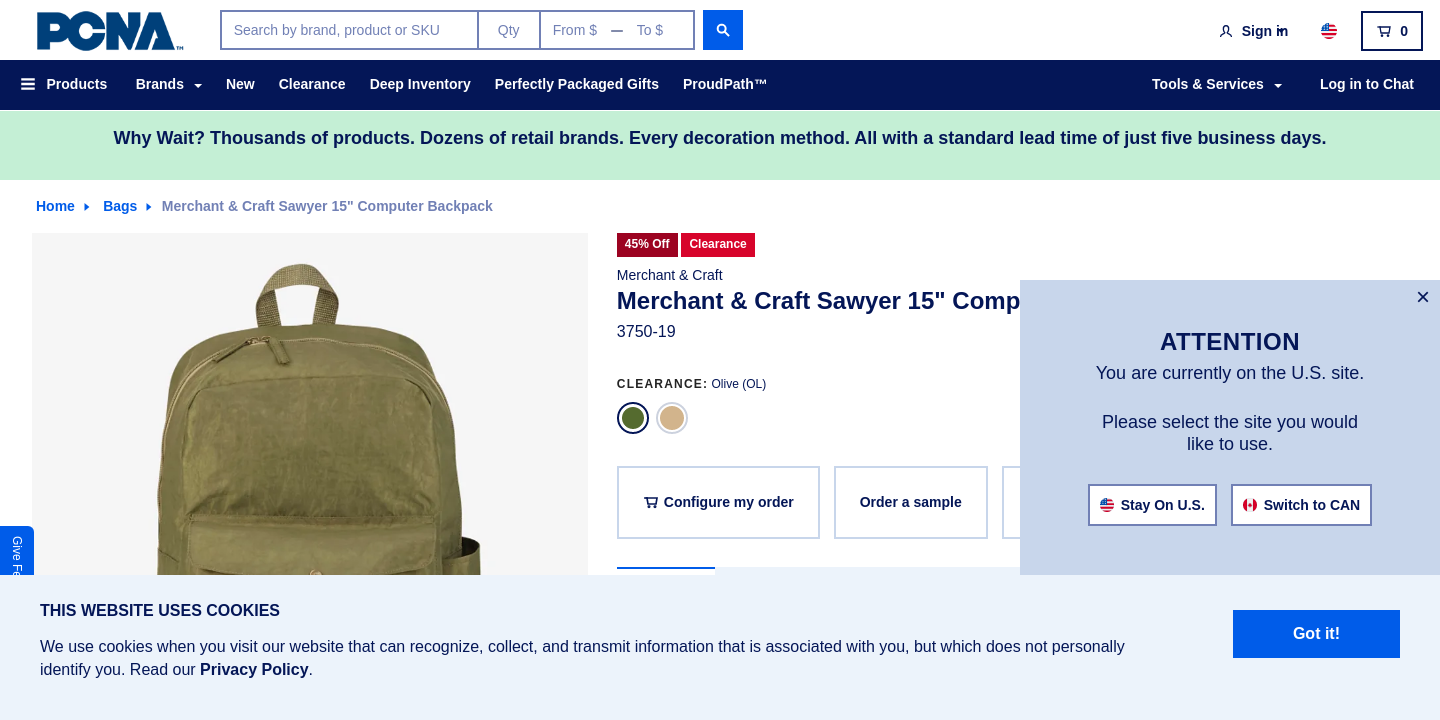 PCNA™
Search by brand, product or SKU
Qty
From $ — To $
Sign in
0
Products
Brands
New
Clearance
Deep Inventory
Perfectly Packaged Gifts
ProudPath™
Tools & Services
Log in to Chat
Why Wait? Thousands of products. Dozens of retail brands. Every decoration method. All with a standard lead time of just five business days.
Home
Bags
Merchant & Craft Sawyer 15" Computer Backpack
45% Off
Clearance
Merchant & Craft
Merchant & Craft Sawyer 15" Comp
3750-19
CLEARANCE: Olive (OL)
Configure my order
Order a sample
×
ATTENTION
You are currently on the U.S. site.
Please select the site you would
like to use.
Stay On U.S.
Switch to CAN
Give Fe
THIS WEBSITE USES COOKIES
We use cookies when you visit our website that can recognize, collect, and transmit information that is associated with you, but which does not personally
identify you. Read our Privacy Policy.
Got it!